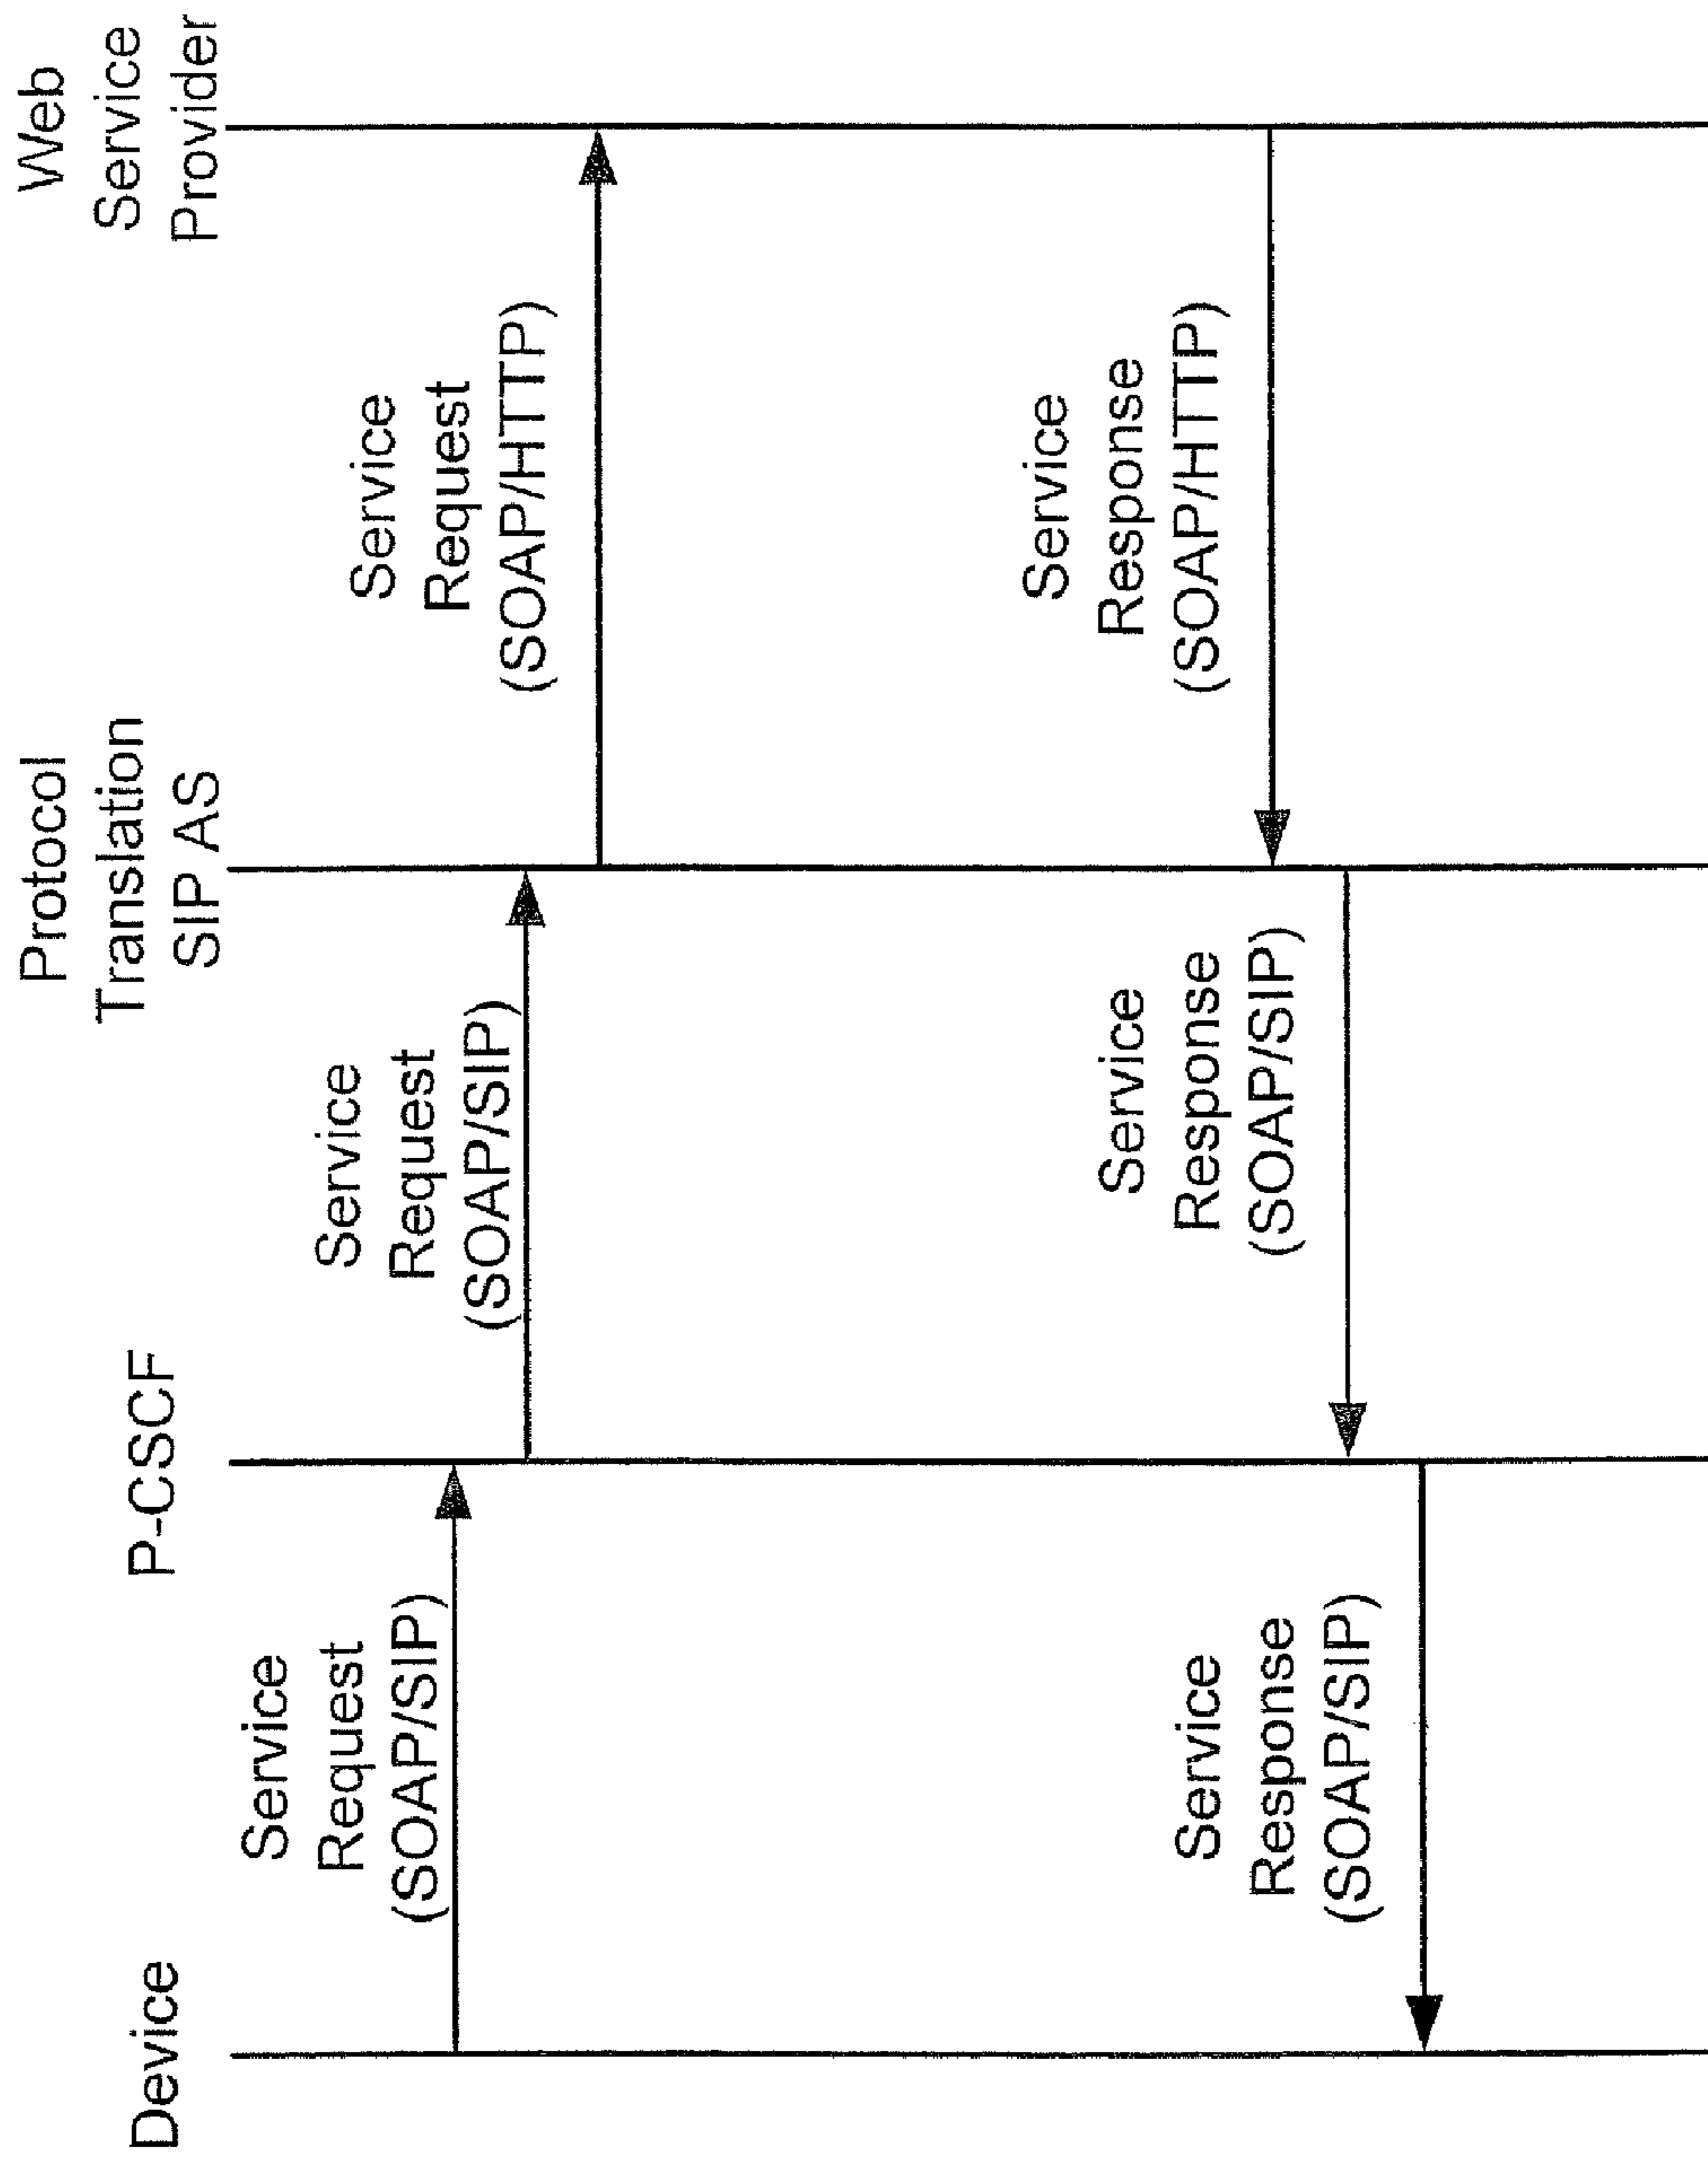 Device
P-CSCF
Protocol
Translation
SIP AS
Web
Service
Provider
Service
Request
(SOAP/SIP)
Service
Request
(SOAP/SIP)
Service
Request
(SOAP/HTTP)
Service
Response
(SOAP/HTTP)
Service
Response
(SOAP/SIP)
Service
Response
(SOAP/SIP)